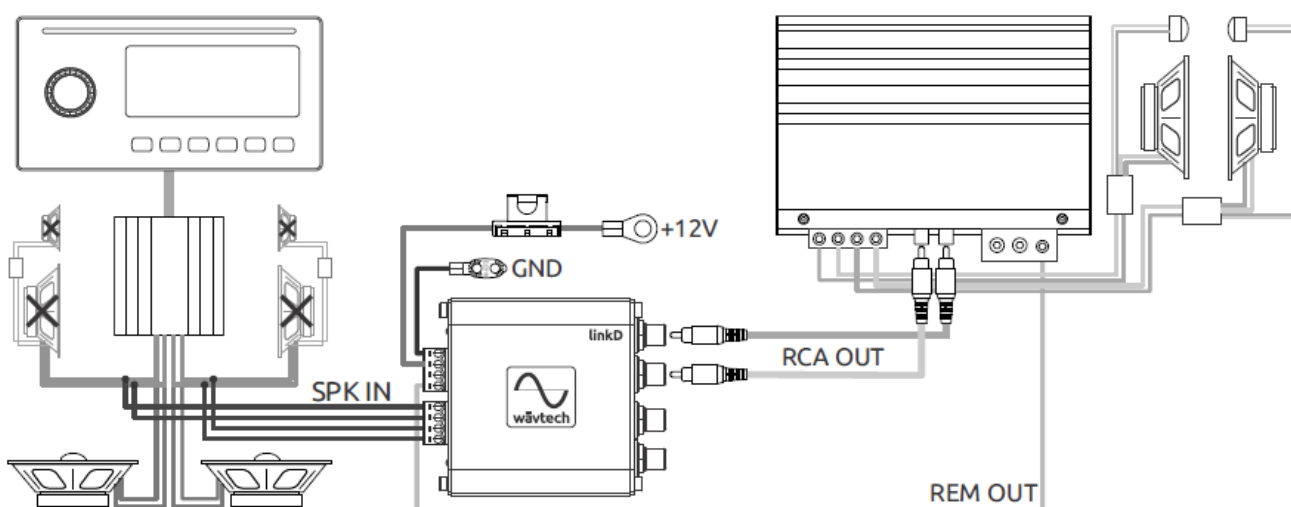 +12V
GND
linkD
RCA OUT
SPK IN
wāvtech
REM OUT